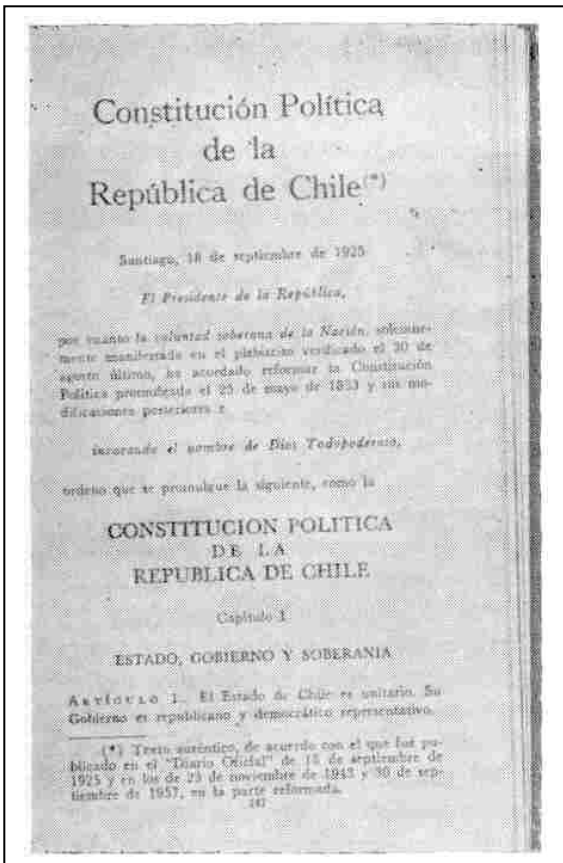 Constitución Política
de la
República de Chile(*)
Santiago, 18 de septiembre de 1925
El Presidente de la República,
por cuanto la voluntad soberana de la Nación, solemne-
mente manifestada en el plebiscito verificado el 30 de
agosto último, ha acordado reformar la Constitución
Política promulgada el 25 de mayo de 1833 y sus mo-
dificaciones posteriores e
invocando el nombre de Dios Todopoderoso,
ordeno que se promulgue la siguiente, como la
CONSTITUCION POLITICA
DE LA
REPUBLICA DE CHILE
Capítulo I
ESTADO, GOBIERNO Y SOBERANIA
ARTÍCULO 1. El Estado de Chile es unitario. Su
Gobierno es republicano y democrático representativo.
(*) Texto auténtico, de acuerdo con el que fue pu-
blicado en el "Diario Oficial" de 18 de septiembre de
1925 y en los de 23 de noviembre de 1943 y 30 de sep-
tiembre de 1957, en la parte reformada.